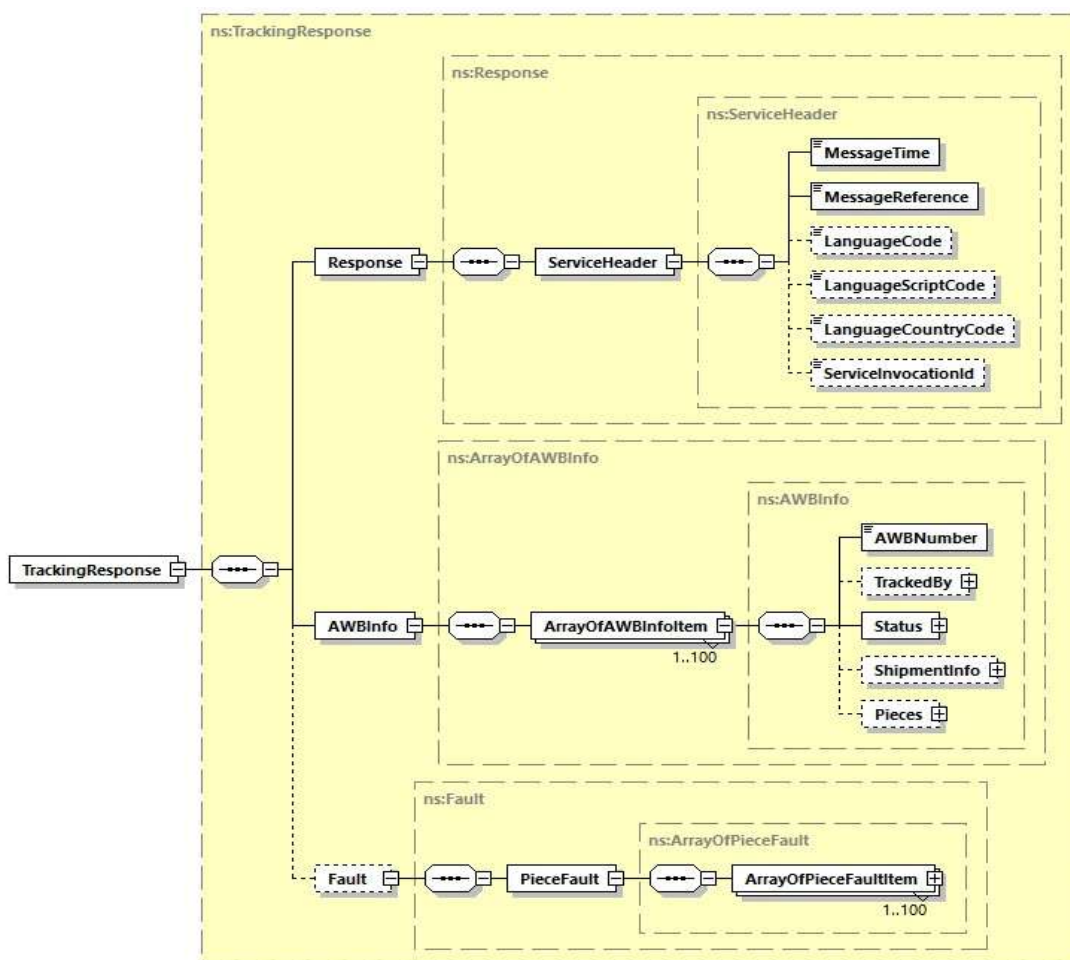 ns:TrackingResponse
ns:Response
ns:ServiceHeader
MessageTime
MessageReference
LanguageCode
Response
ServiceHeader
LanguageScriptCode
LanguageCountryCode
ServiceInvocationId
ns:ArrayOfAWBInfo
ns:AWBInfo
AWBNumber
TrackingResponse
TrackedBy
AWBInfo
ArrayOfAWBInfoItem
Status
1..100
ShipmentInfo
Pieces
ns:Fault
ns:ArrayOfPieceFault
Fault
PieceFault
ArrayOfPieceFaultItem
1..100